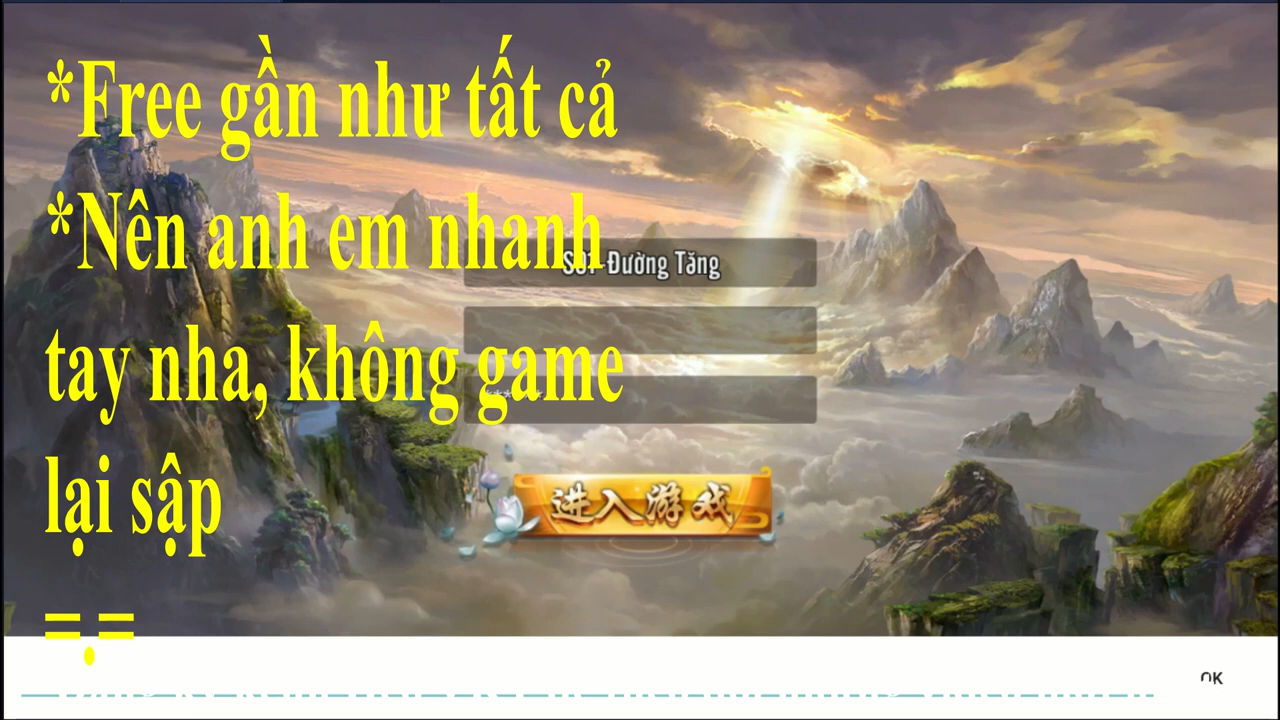 *Free gần như tất cả
*Nên anh em nhanh
tay nha, không game
lại sập
=.=
Đường Tăng
进入游戏
OK